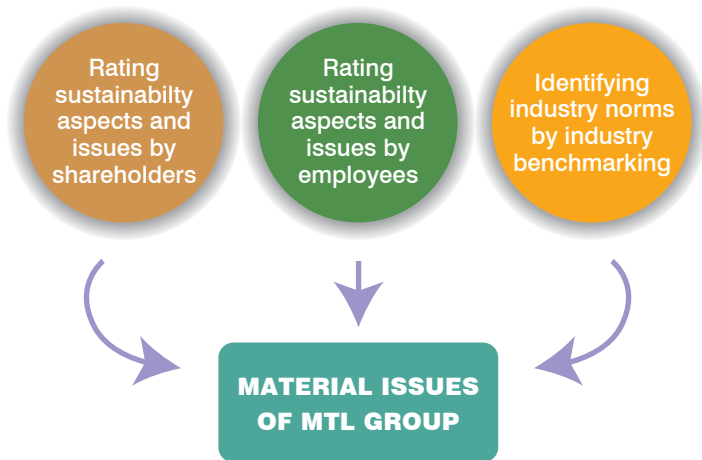 Rating
sustainabilty
aspects and
issues by
shareholders
Rating
sustainabilty
aspects and
issues by
employees
Identifying
industry norms
by industry
benchmarking
MATERIAL ISSUES
OF MTL GROUP